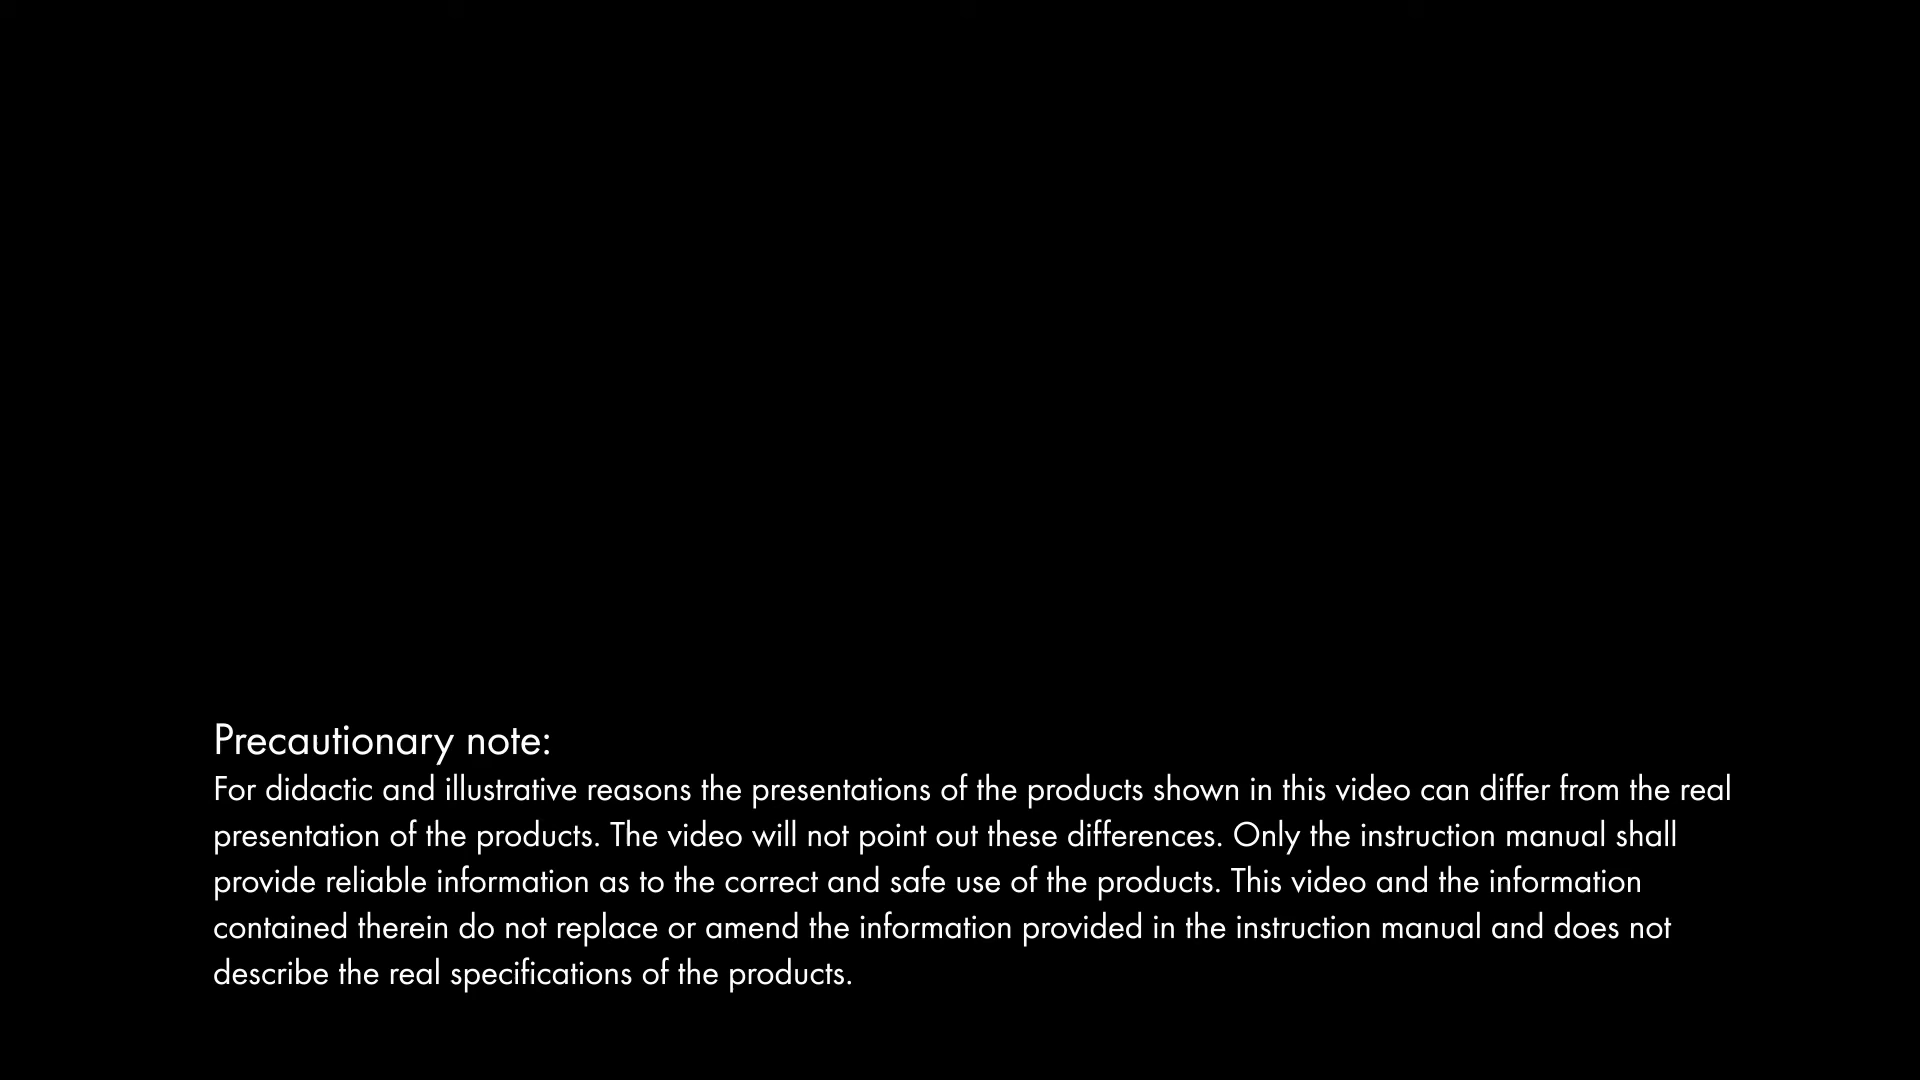 Precautionary note:
For didactic and illustrative reasons the presentations of the products shown in this video can differ from the real
presentation of the products. The video will not point out these differences. Only the instruction manual shall
provide reliable information as to the correct and safe use of the products. This video and the information
contained therein do not replace or amend the information provided in the instruction manual and does not
describe the real specifications of the products.